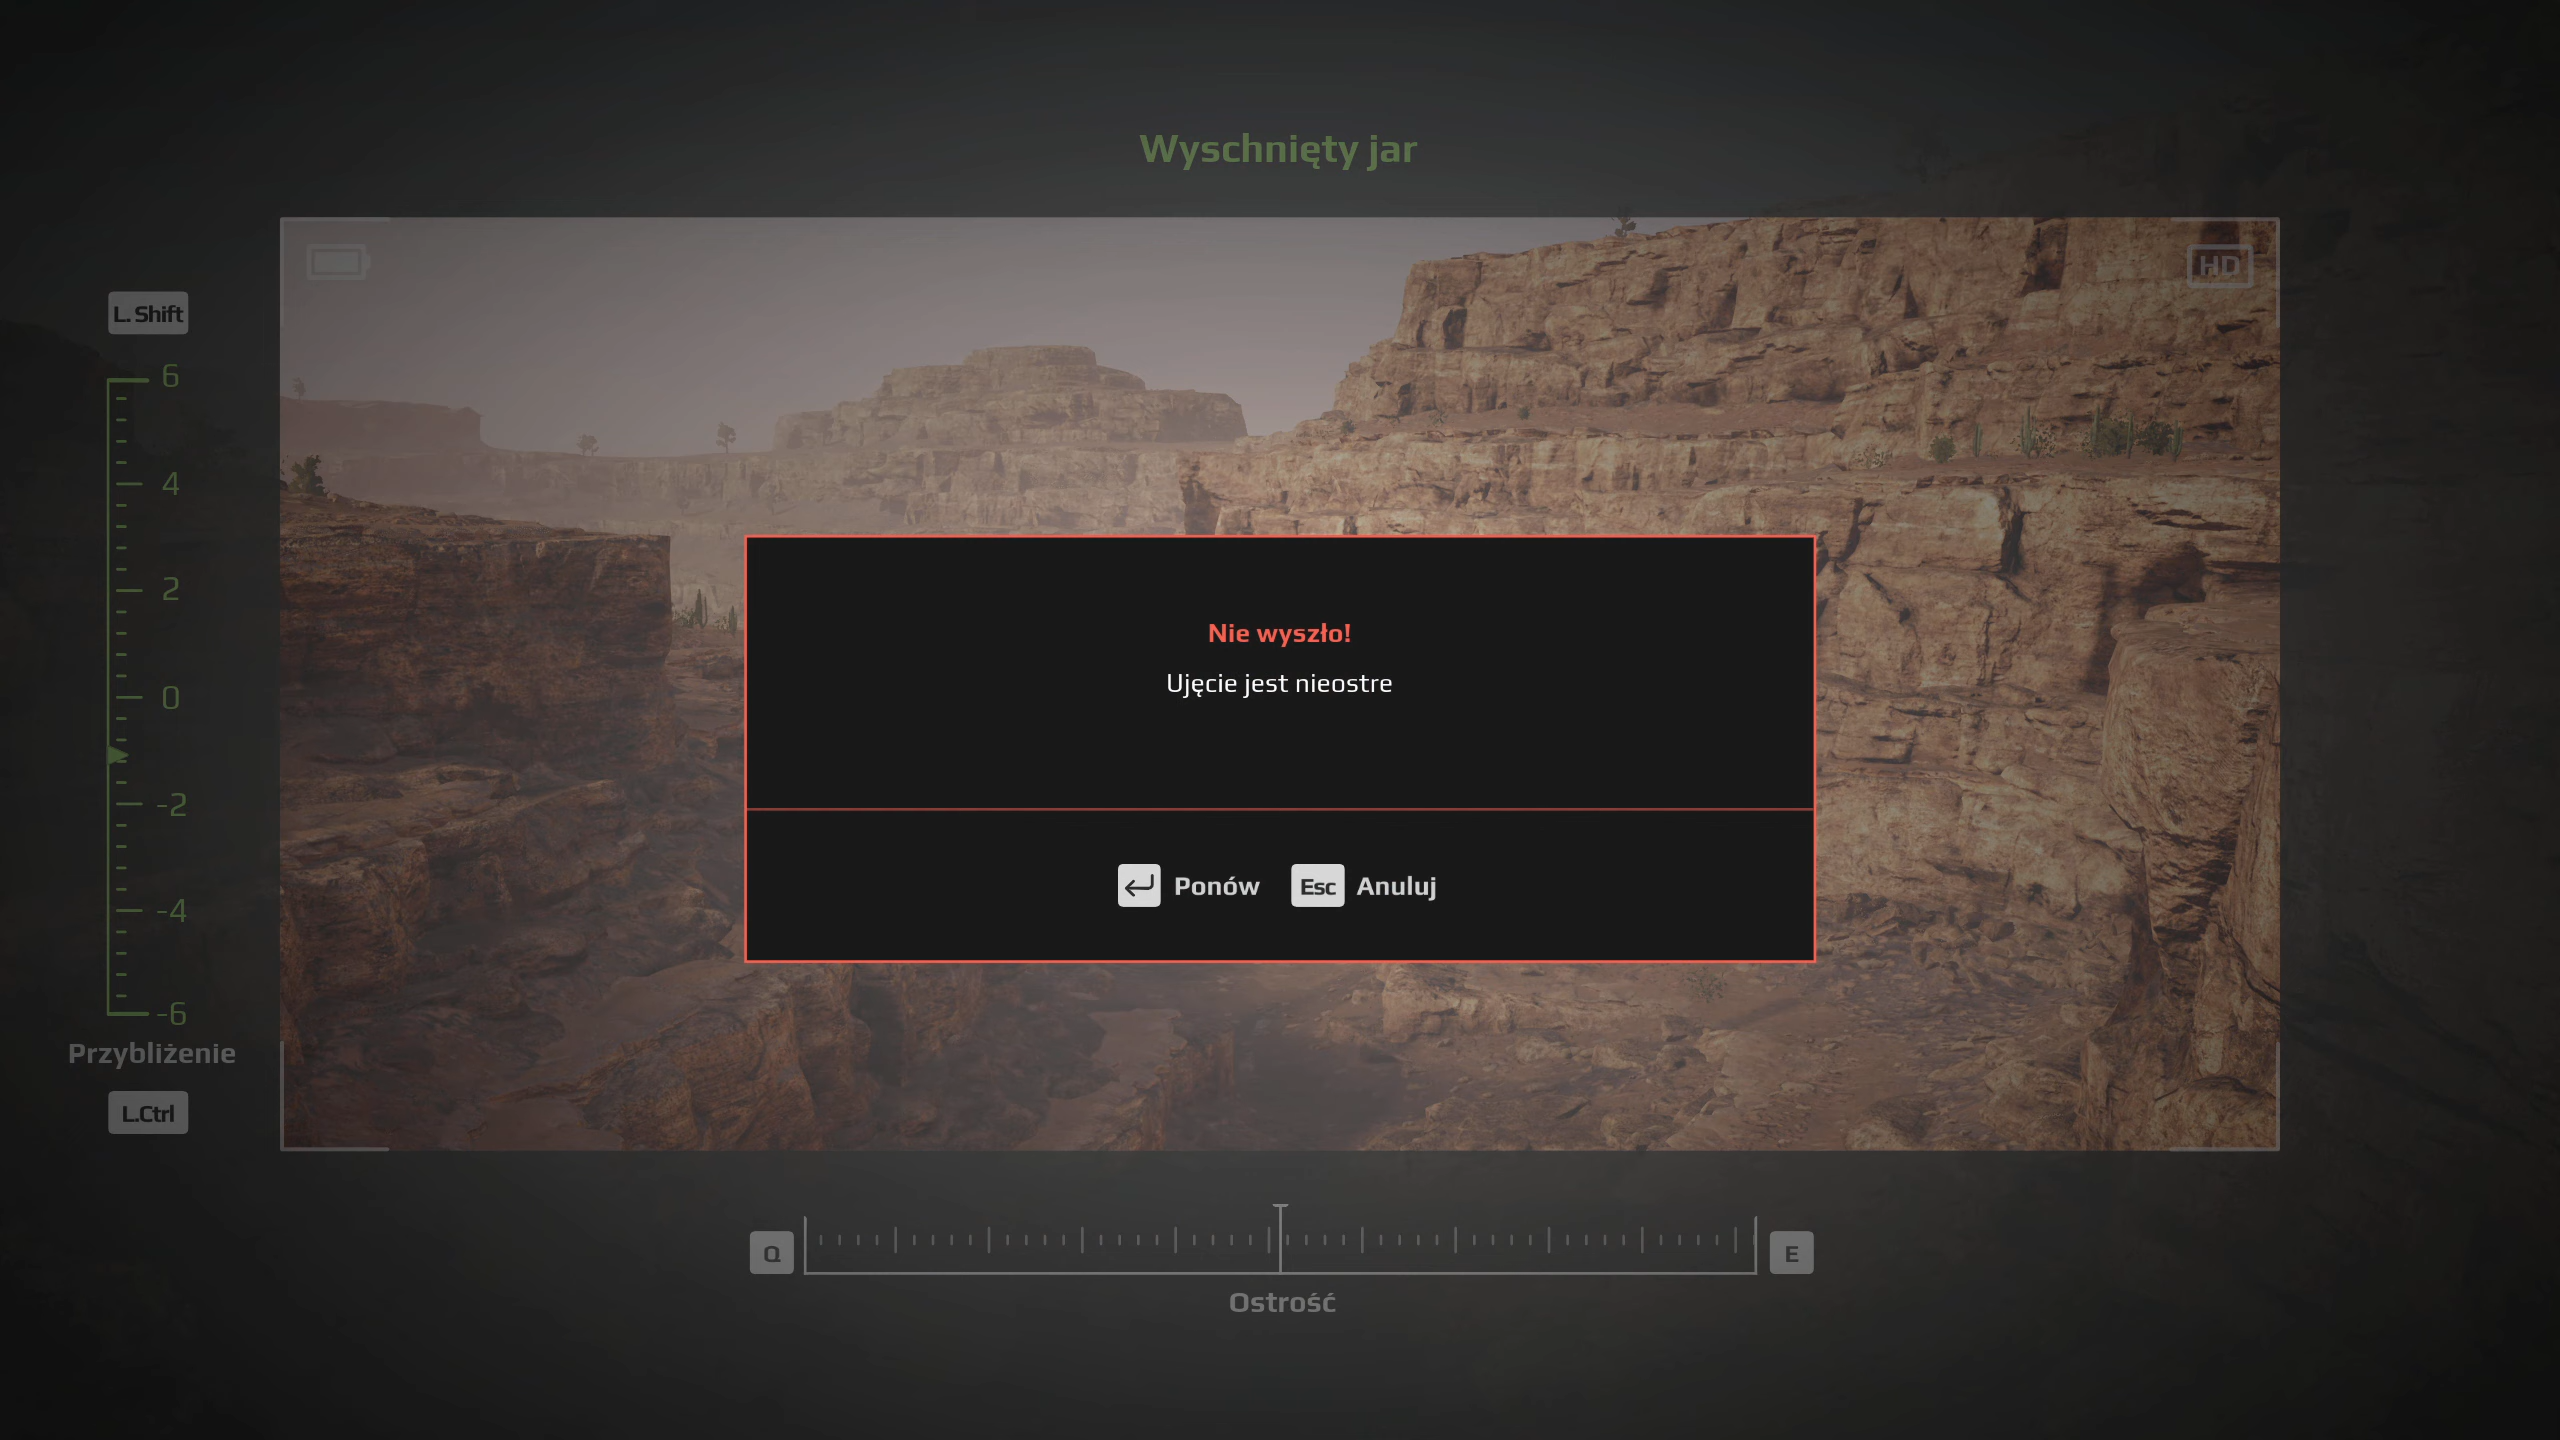 Wyschnięty jar
HD
L. Shift
6
4
2
0
-2
-4
-6
Przybliżenie
L.Ctrl
Nie wyszło!
Ujęcie jest nieostre
Ponów
Esc Anuluj
Q
E
Ostrość